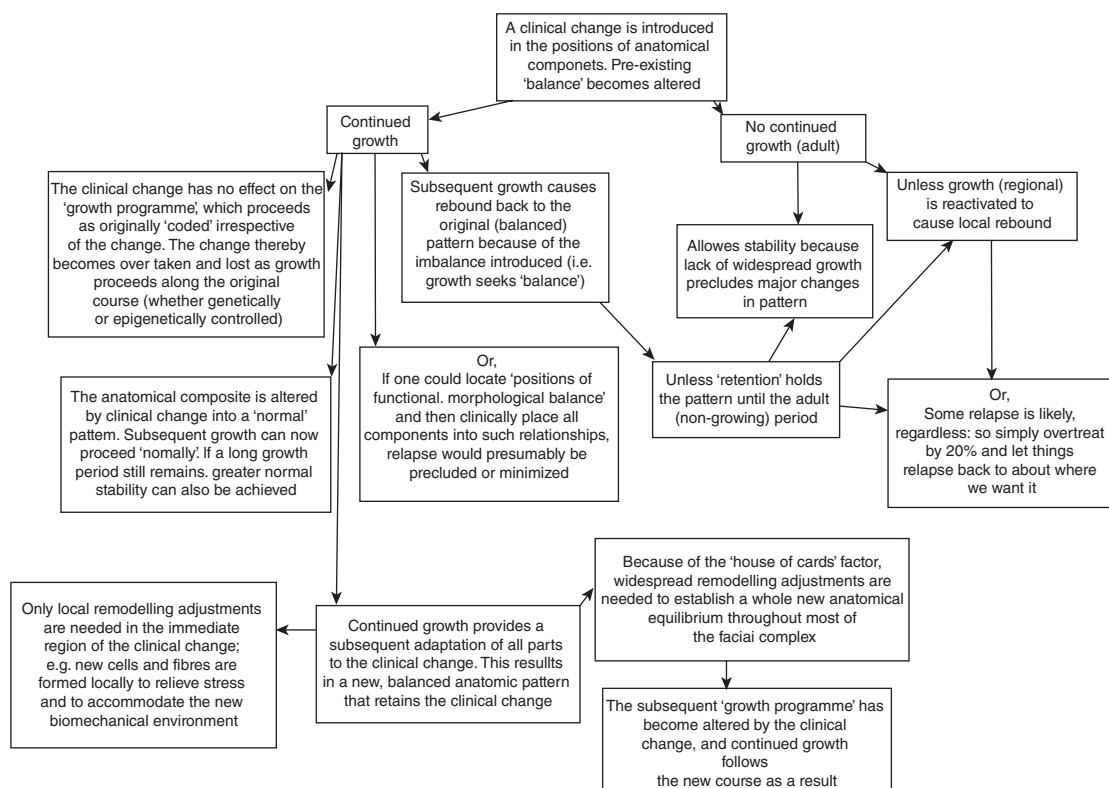 A clinical change is introduced
in the positions of anatomical
componets. Pre-existing
‘balance’ becomes altered
Continued
growth
No continued
growth (adult)
The clinical change has no effect on the
‘growth programme’, which proceeds
as originally ‘coded’ irrespective
of the change. The change thereby
becomes over taken and lost as growth
proceeds along the original
course (whether genetically
or epigenetically controlled)
Subsequent growth causes
rebound back to the
original (balanced)
pattern because of the
imbalance introduced (i.e.
growth seeks ‘balance’)
Unless growth (regional)
is reactivated to
cause local rebound
Allowes stability because
lack of widespread growth
precludes major changes
in pattern
The anatomical composite is altered
by clinical change into a ‘normal’
pattem. Subsequent growth can now
proceed ‘nomally’. If a long growth
period still remains. greater normal
stability can also be achieved
Or,
If one could locate ‘positions of
functional. morphological balance’
and then clinically place all
components into such relationships,
relapse would presumably be
precluded or minimized
Unless ‘retention’ holds
the pattern until the adult
(non-growing) period
Or,
Some relapse is likely,
regardless: so simply overtreat
by 20% and let things
relapse back to about where
we want it
Only local remodelling adjustments
are needed in the immediate
region of the clinical change;
e.g. new cells and fibres are
formed locally to relieve stress
and to accommodate the new
biomechanical environment
Continued growth provides a
subsequent adaptation of all parts
to the clinical change. This resullts
in a new, balanced anatomic pattern
that retains the clinical change
Because of the ‘house of cards’ factor,
widespread remodelling adjustments are
needed to establish a whole new anatomical
equilibrium throughout most of
the faciai complex
The subsequent ‘growth programme’ has
become altered by the clinical
change, and continued growth
follows
the new course as a result